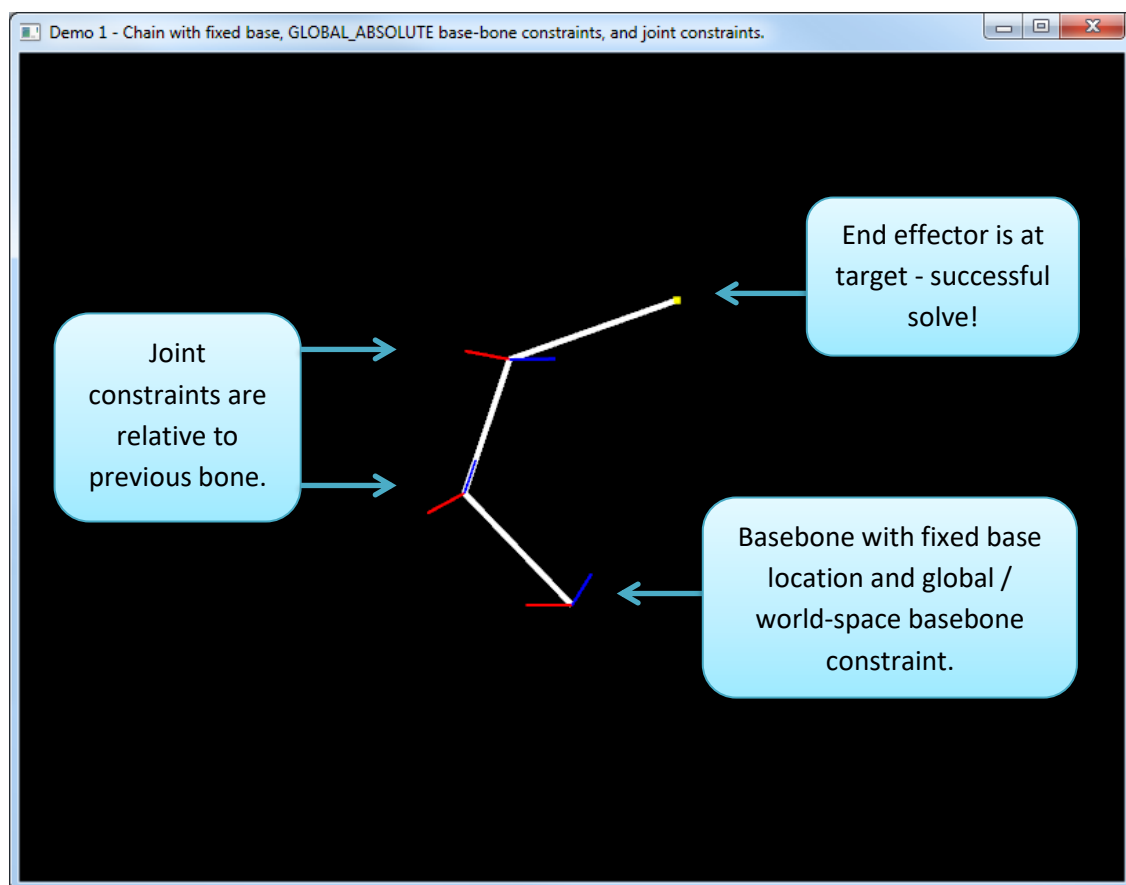 Demo 1 - Chain with fixed base, GLOBAL_ABSOLUTE base-bone constraints, and joint constraints.
End effector is at
target - successful
solve!
Joint
constraints are
relative to
previous bone.
Basebone with fixed base
location and global /
world-space basebone
constraint.